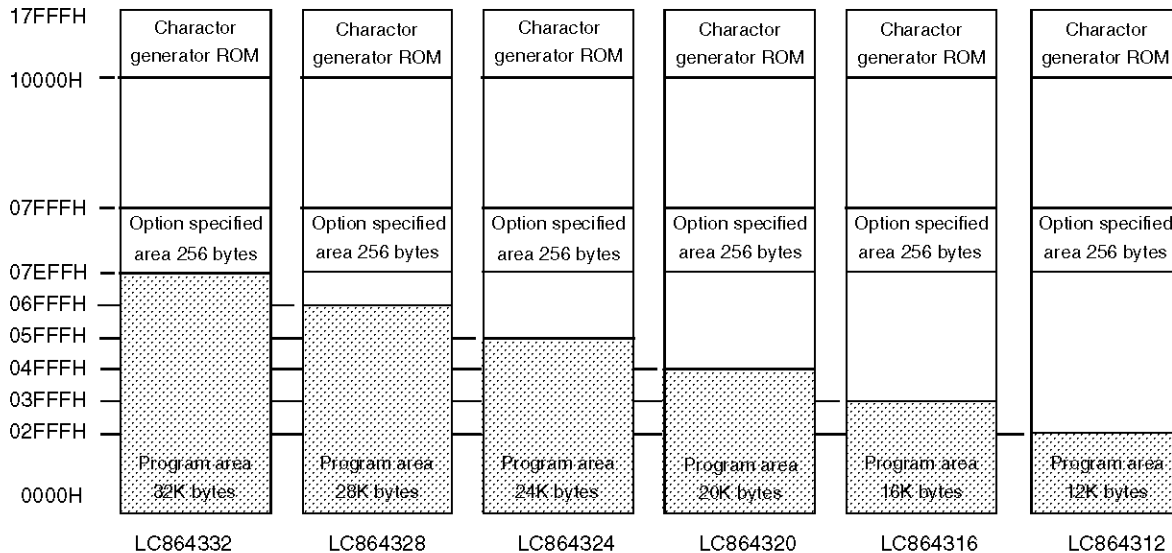 17FFFH
Charactor generator ROM
Charactor generator ROM
Charactor generator ROM
Charactor generator ROM
Charactor generator ROM
Charactor generator ROM
10000H
07FFFH
Option specified area 256 bytes
Option specified area 256 bytes
Option specified area 256 bytes
Option specified area 256 bytes
Option specified area 256 bytes
Option specified area 256 bytes
07EFFH
06FFFH
05FFFH
04FFFH
03FFFH
02FFFH
Program area 32K bytes
Program area 28K bytes
Program area 24K bytes
Program area 20K bytes
Program area 16K bytes
Program area 12K bytes
0000H
LC864332
LC864328
LC864324
LC864320
LC864316
LC864312